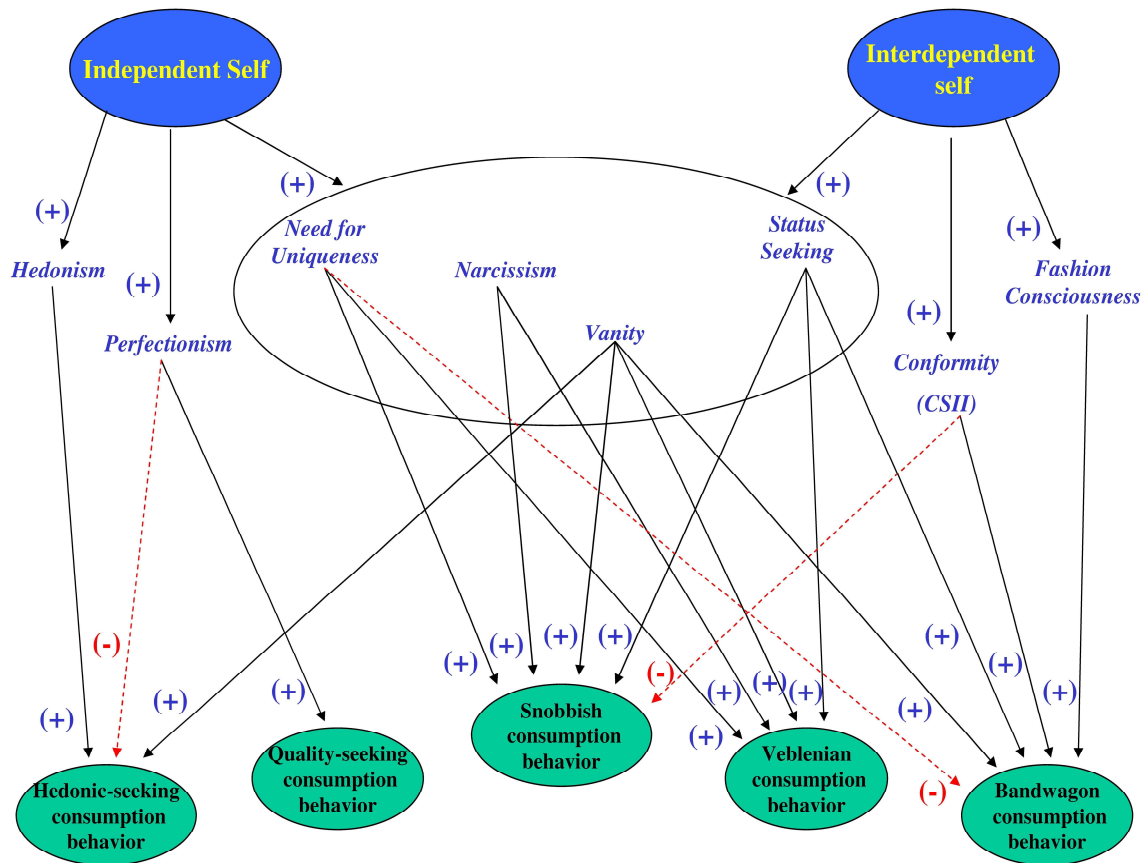 Independent Self
Interdependent
self
(+)
(+)
(+)
(+)
(+)
(+)
Need for
Uniqueness
Status
Seeking
Hedonism
Narcissism
Fashion
Consciousness
(+)
Perfectionism
Vanity
Conformity
(CSII)
(-)
(+)
(+)
(+)
(+)
(+)
(+)
(+)
(+)
(-)
(+)
(+)
(+)
(+)
(+)
(+)
(+)
(-)
Snobbish
consumption
behavior
Quality-seeking
consumption
behavior
Veblenian
consumption
behavior
Hedonic-seeking
consumption
behavior
Bandwagon
consumption
behavior